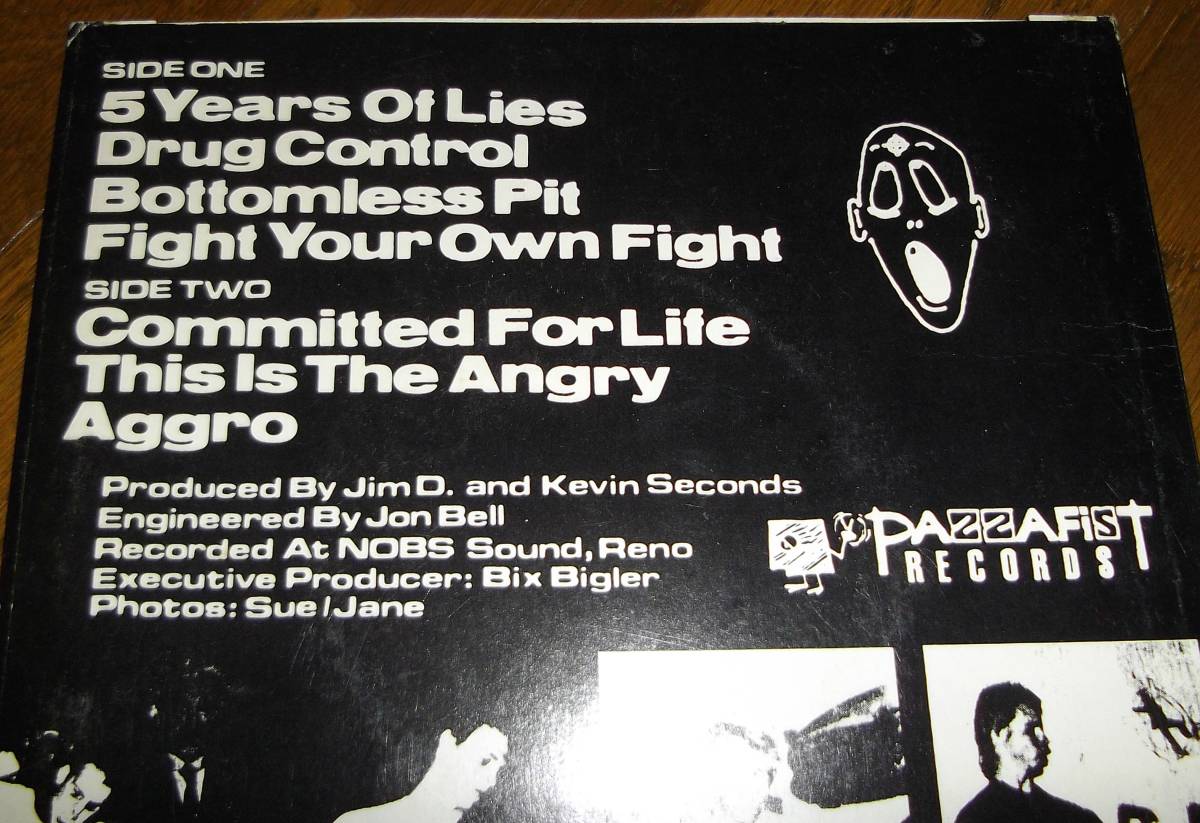 SIDE ONE
5 Years Of Lies
Drug Control
Bottomless Pit
Fight Your Own Fight
SIDE TWO
Committed For Life
This Is The Angry
Aggro
Produced By Jim D. and Kevin Seconds
Engineered By Jon Bell
Recorded At NOBS Sound, Reno
Executive Producer: Bix Bigler
Photos: Sue/Jane
PAZZAFIST
RECORDS